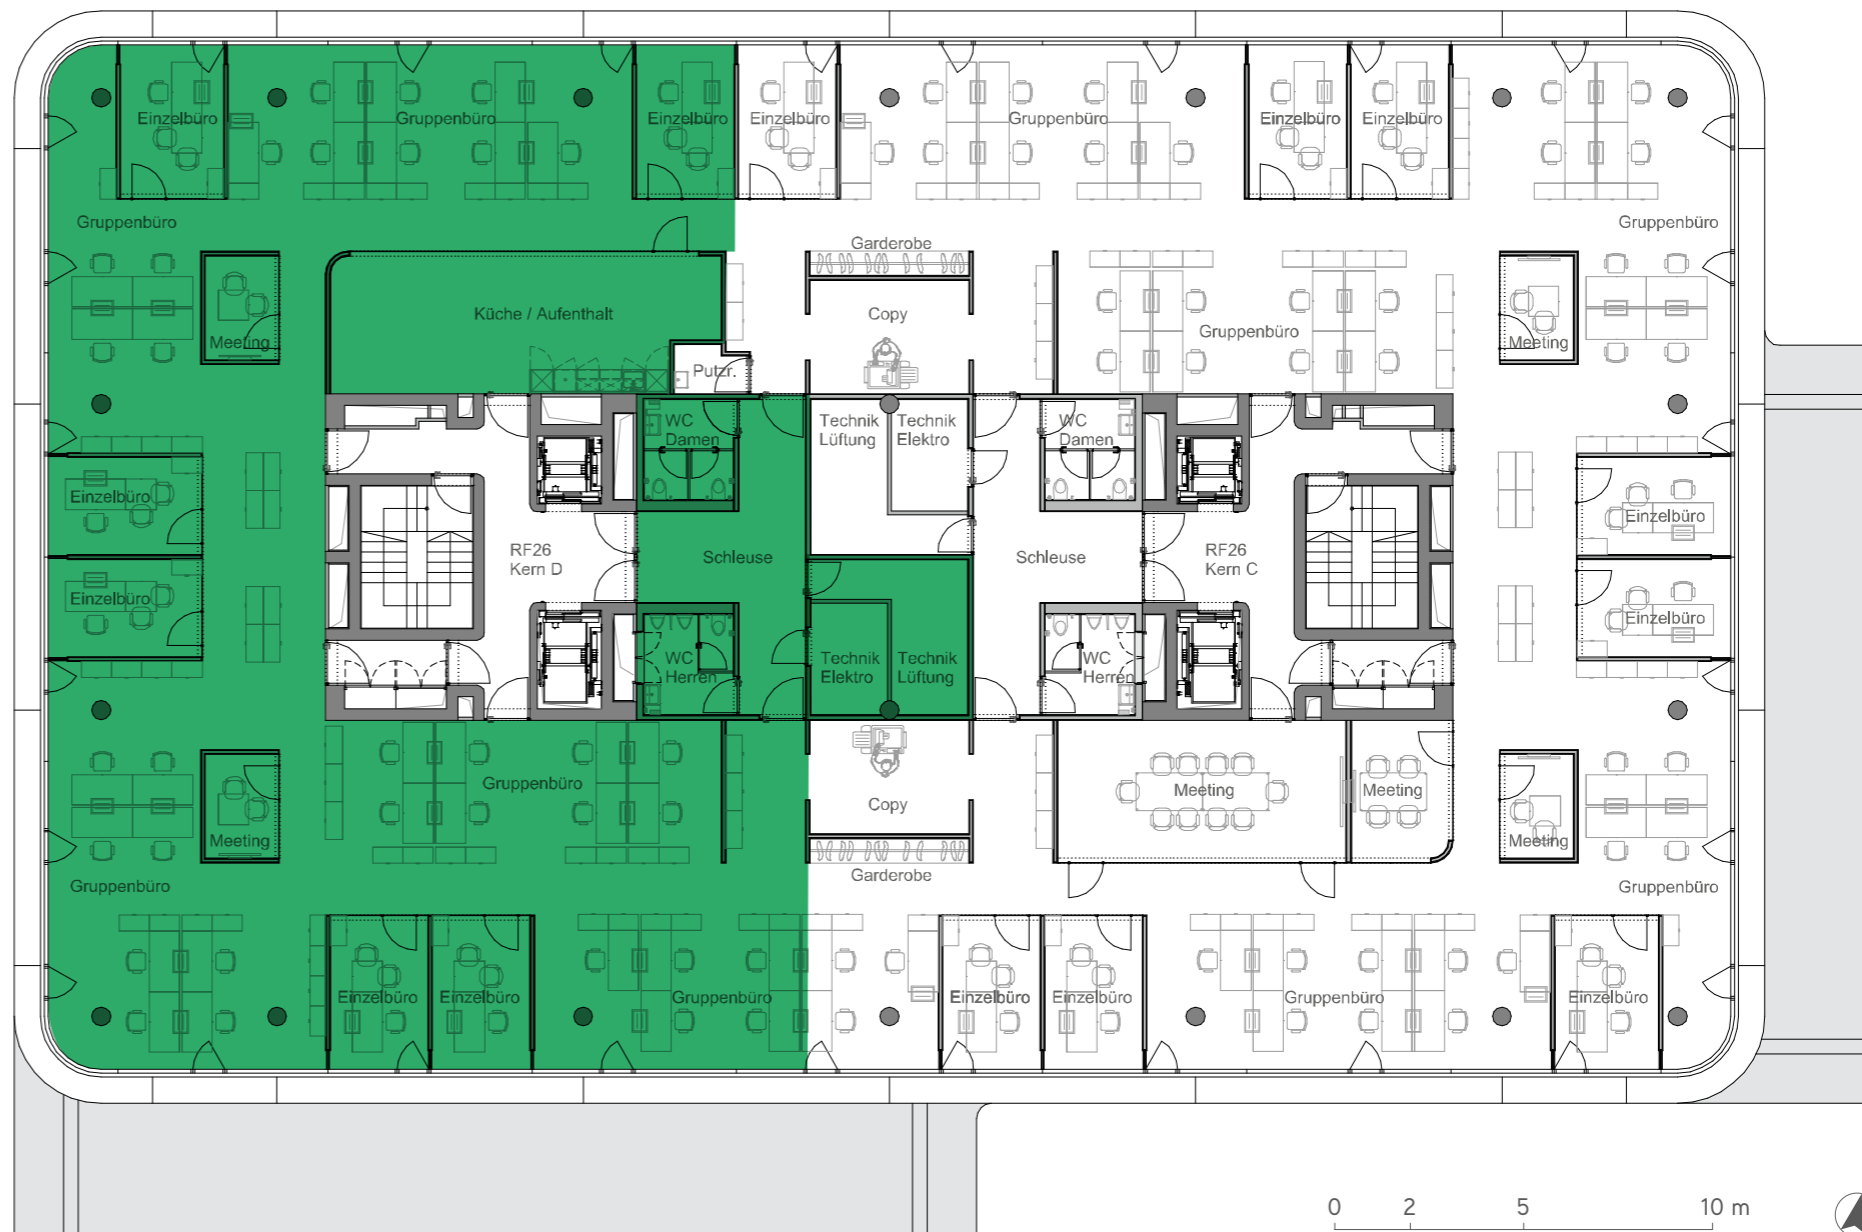 Einzelbüro
Gruppenbüro
Einzelbüro
Einzelbüro
Gruppenbüro
Einzelbüro
Einzelbüro
Gruppenbüro
Gruppenbüro
Garderobe
Küche / Aufenthalt
Copy
Gruppenbüro
Meeting
Meeting
Putzr.
WC
Damen
Technik
Lüftung
Technik
Elektro
WC
Damen
Einzelbüro
Einzelbüro
RF26
Kern D
Schleuse
Schleuse
RF26
Kern C
Einzelbüro
Einzelbüro
WC
Herren
Technik
Elektro
Technik
Lüftung
WC
Herren
Gruppenbüro
Meeting
Meeting
Copy
Meeting
Meeting
Garderobe
Gruppenbüro
Gruppenbüro
Einzelbüro
Einzelbüro
Gruppenbüro
Einzelbüro
Einzelbüro
Gruppenbüro
Einzelbüro
0 2 5 10 m